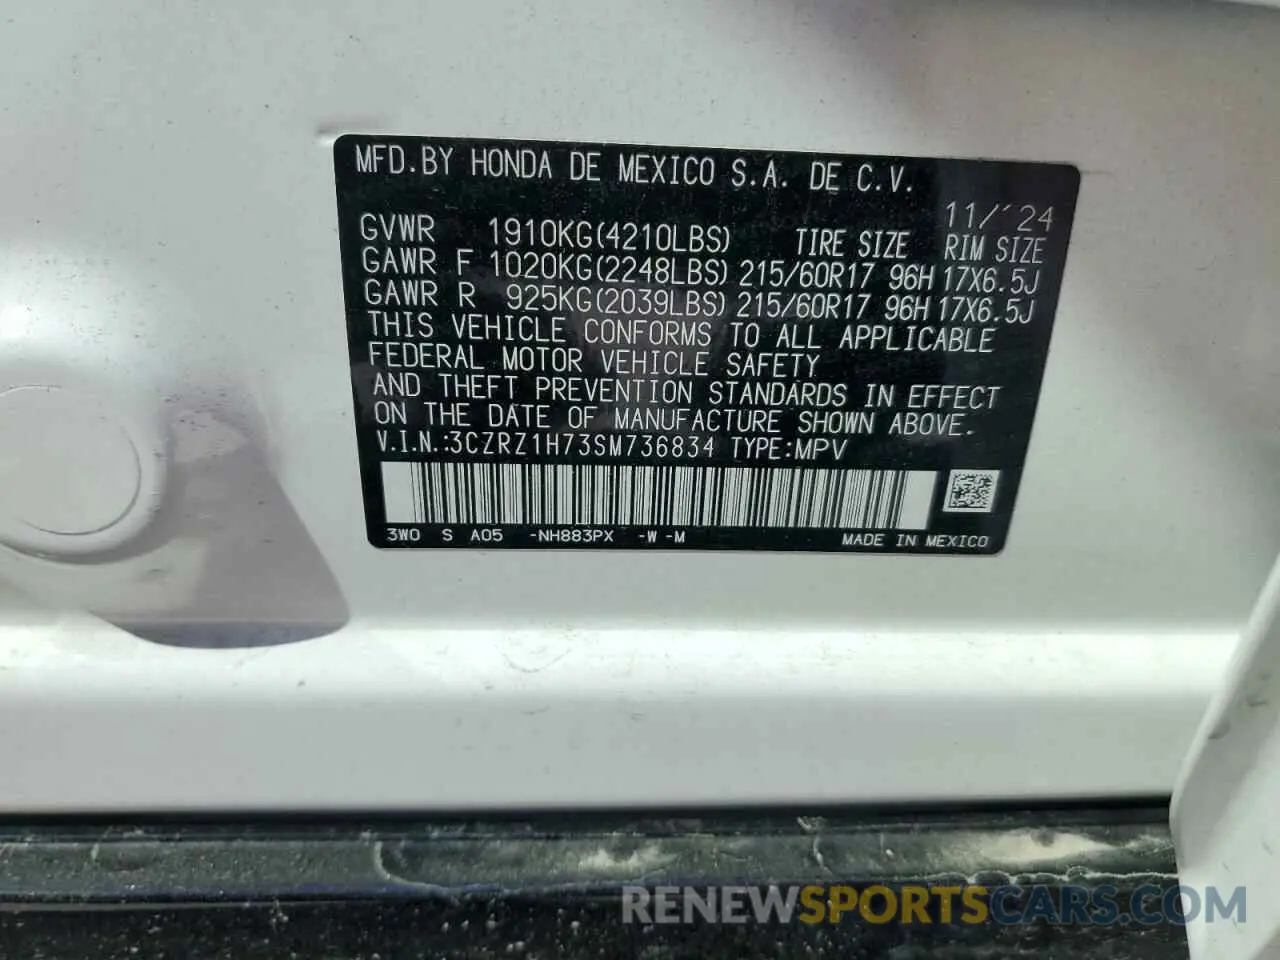 MFD.BY HONDA DE MEXICO S.A. DE C.V.
11/'24
GVWR 1910KG(4210LBS) TIRE SIZE RIM SIZE
GAWR F 1020KG(2248LBS) 215/60R17 96H 17X6.5J
GAWR R 925KG(2039LBS) 215/60R17 96H 17X6.5J
THIS VEHICLE CONFORMS TO ALL APPLICABLE
FEDERAL MOTOR VEHICLE SAFETY
AND THEFT PREVENTION STANDARDS IN EFFECT
ON THE DATE OF MANUFACTURE SHOWN ABOVE.
V.I.N.:3CZRZ1H73SM736834 TYPE:MPV
3W0 S A05 -NH883PX -W -M MADE IN MEXICO
RENEWSPORTSCARS.COM